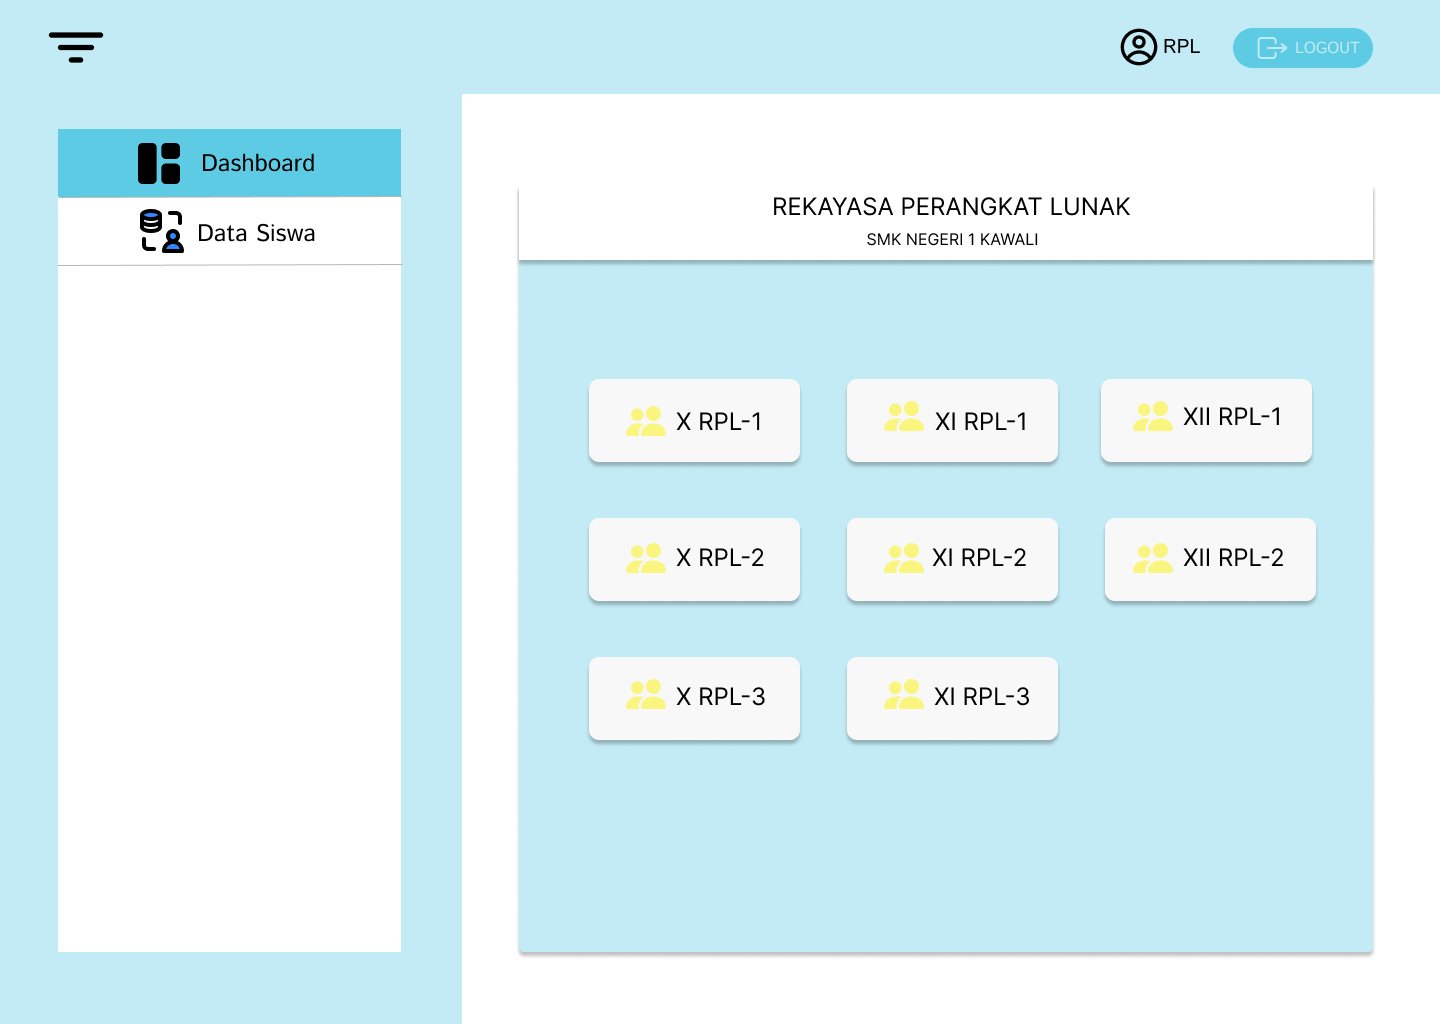 RPL
LOGOUT
Dashboard
Data Siswa
REKAYASA PERANGKAT LUNAK
SMK NEGERI 1 KAWALI
X RPL-1
XI RPL-1
XII RPL-1
X RPL-2
XI RPL-2
XII RPL-2
X RPL-3
XI RPL-3